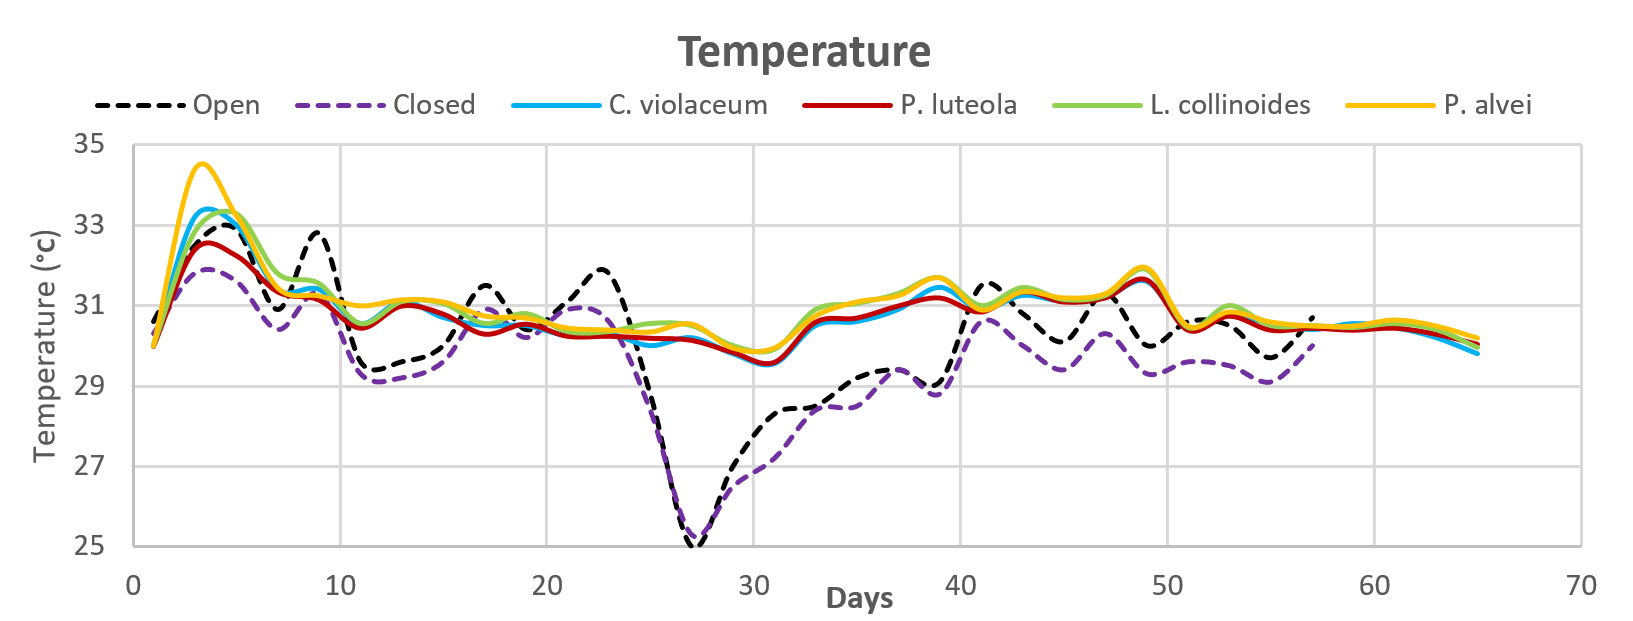 Temperature
Open Closed C. violaceum P. luteola L. collinoides P. alvei
35
33
31
29
27
25
Temperature (°c)
0 10 20 30 40 50 60 70
Days